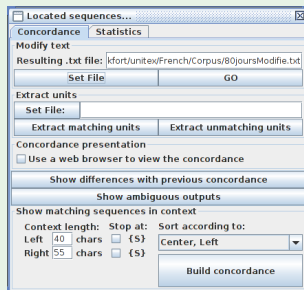 Located sequences...
Concordance Statistics
Modify text
Resulting .txt file: kfort/unitex/French/Corpus/80joursModifie.txt
Set File GO
Extract units
Set File:
Extract matching units Extract unmatching units
Concordance presentation
Use a web browser to view the concordance
Show differences with previous concordance
Show ambiguous outputs
Show matching sequences in context
Context length: Stop at: Sort according to:
Left 40 chars {S} Center, Left
Right 55 chars {S}
Build concordance